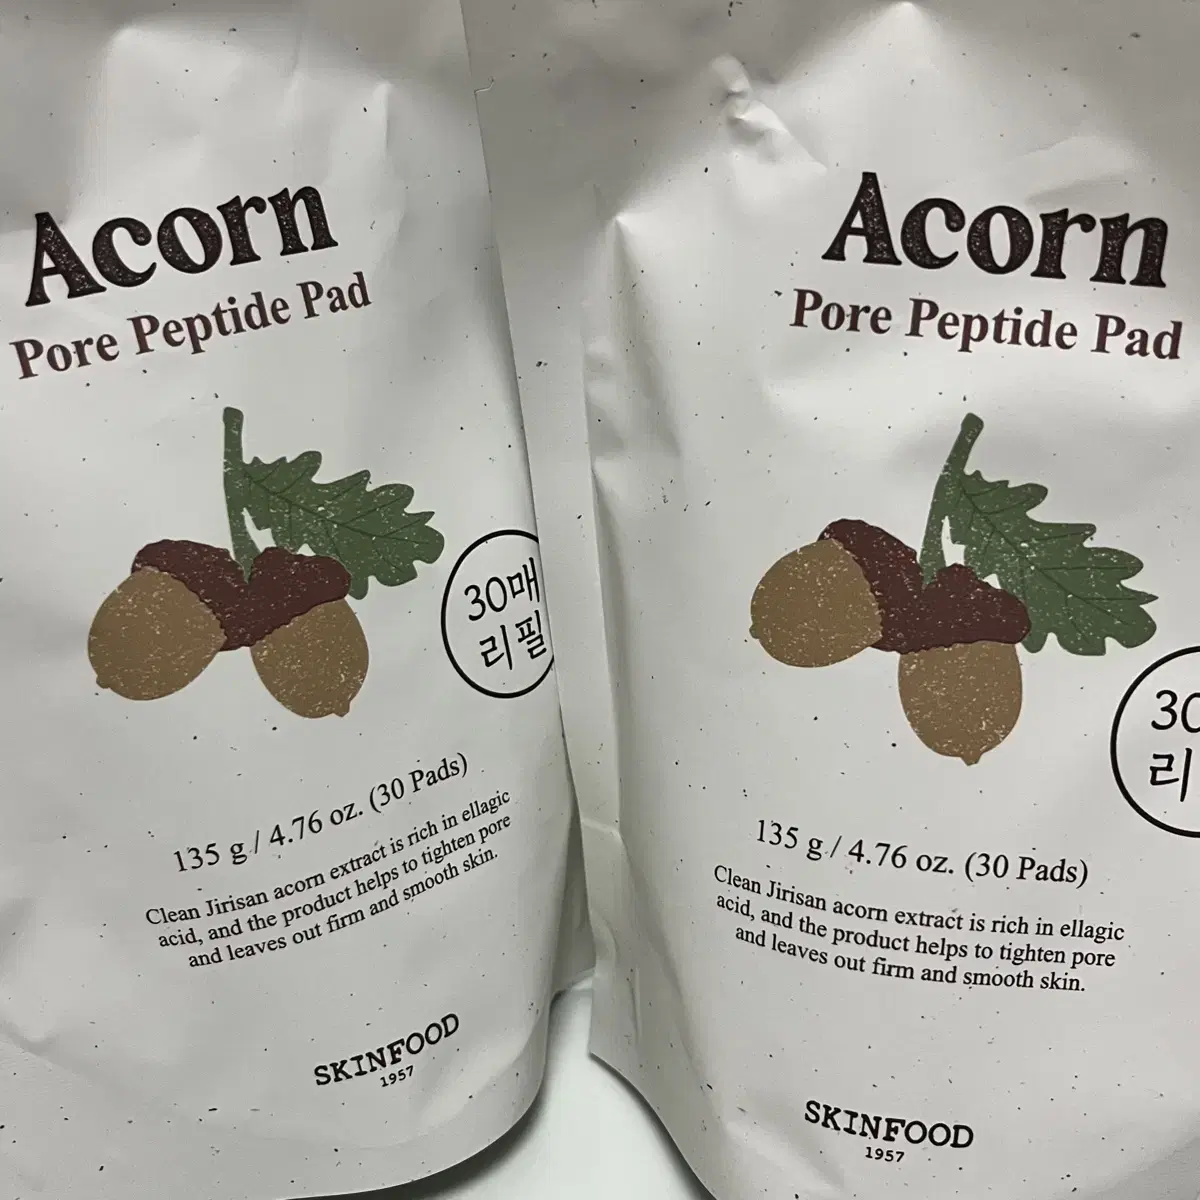 Acorn
Pore Peptide Pad
30매
리필
135 g / 4.76 oz. (30 Pads)
Clean Jirisan acorn extract is rich in ellagic
acid, and the product helps to tighten pore
and leaves out firm and smooth skin.
SKINFOOD
1957
Acorn
Pore Peptide Pad
30
리
135 g / 4.76 oz. (30 Pads)
Clean Jirisan acorn extract is rich in ellagic
acid, and the product helps to tighten pore
and leaves out firm and smooth skin.
SKINFOOD
1957